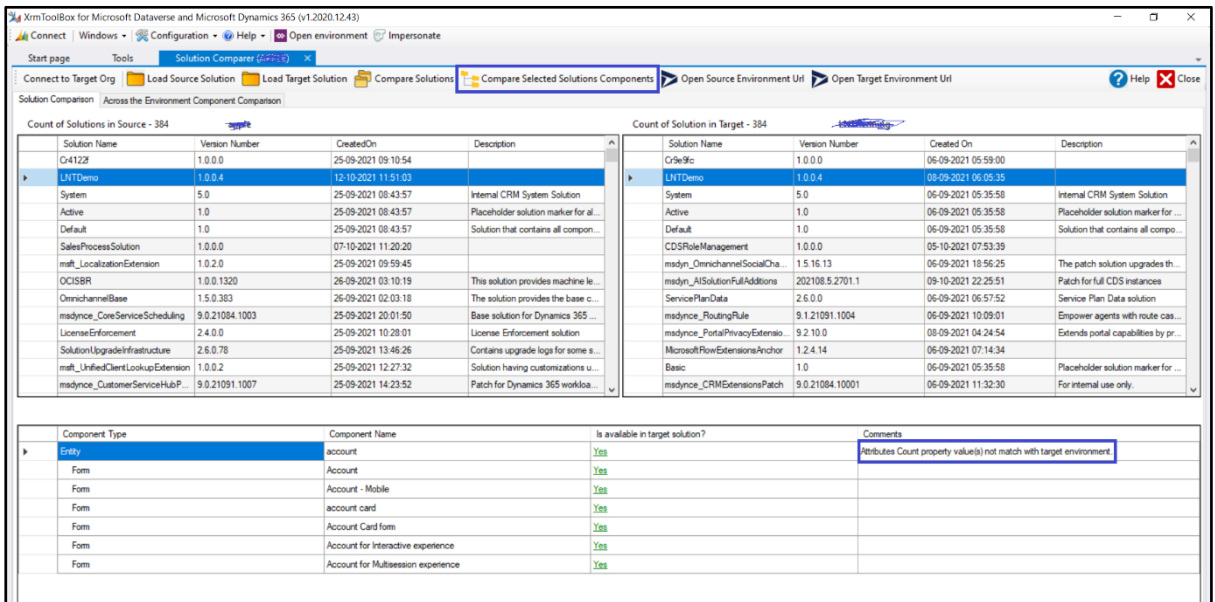 XrmToolBox for Microsoft Dataverse and Microsoft Dynamics 365 (v1.2020.12.43)
Connect Windows Configuration Help Open environment Impersonate
Start page Tools Solution Comparer (
Connect to Target Org Load Source Solution Load Target Solution Compare Solutions Compare Selected Solutions Components Open Source Environment Url Open Target Environment Url Help Close
Solution Comparison Across the Environment Component Comparison
Count of Solutions in Source - 384 Count of Solution in Target - 384
Solution Name Version Number CreatedOn Description Solution Name Version Number Created On Description
Cr4122f 1.0.0.0 25-09-2021 09:10:54 Cr9e9fc 1.0.0.0 06-09-2021 05:59:00
LNTDemo 1.0.0.4 12-10-2021 11:51:03 LNTDemo 1.0.0.4 08-09-2021 06:05:35
System 5.0 25-09-2021 08:43:57 Internal CRM System Solution System 5.0 06-09-2021 05:35:58 Internal CRM System Solution
Active 1.0 25-09-2021 08:43:57 Placeholder solution marker for al... Active 1.0 06-09-2021 05:35:58 Placeholder solution marker for ...
Default 1.0 25-09-2021 08:43:57 Solution that contains all compon... Default 1.0 06-09-2021 05:35:58 Solution that contains all compo...
SalesProcessSolution 1.0.0.0 07-10-2021 11:20:20 CDSRoleManagement 1.0.0.0 05-10-2021 07:53:39
msft_LocalizationExtension 1.0.2.0 25-09-2021 09:59:45 msdyn_OmnichannelSocialCha... 1.5.16.13 06-09-2021 18:56:25 The patch solution upgrades th...
OCISBR 1.0.0.1320 26-09-2021 03:10:19 This solution provides machine le... msdyn_AISolutionFullAdditions 202108.5.2701.1 09-10-2021 22:25:51 Patch for full CDS instances
OmnichannelBase 1.5.0.383 26-09-2021 02:03:18 The solution provides the base c... ServicePlanData 2.6.0.0 06-09-2021 06:57:52 Service Plan Data solution
msdynce_CoreServiceScheduling 9.0.21084.1003 25-09-2021 20:01:50 Base solution for Dynamics 365 ... msdynce_RoutingRule 9.1.21091.1004 06-09-2021 10:09:01 Empower agents with route cas...
LicenseEnforcement 2.4.0.0 25-09-2021 10:28:01 License Enforcement solution msdynce_PortalPrivacyExtensio... 9.2.10.0 08-09-2021 04:24:54 Extends portal capabilities by pr...
SolutionUpgradeInfrastructure 2.6.0.78 25-09-2021 13:46:26 Contains upgrade logs for some s... MicrosoftFlowExtensionsAnchor 1.2.4.14 06-09-2021 07:14:34
msft_UnifiedClientLookupExtension 1.0.0.2 25-09-2021 12:27:32 Solution having customizations u... Basic 1.0 06-09-2021 05:35:58 Placeholder solution marker for ...
msdynce_CustomerServiceHubP... 9.0.21091.1007 25-09-2021 14:23:52 Patch for Dynamics 365 workloa... msdynce_CRMExtensionsPatch 9.0.21084.10001 06-09-2021 11:32:30 For internal use only.
Component Type Component Name Is available in target solution? Comments
Entity account Yes Attributes Count property value(s) not match with target environment.
Form Account Yes
Form Account - Mobile Yes
Form account card Yes
Form Account Card form Yes
Form Account for Interactive experience Yes
Form Account for Multisession experience Yes